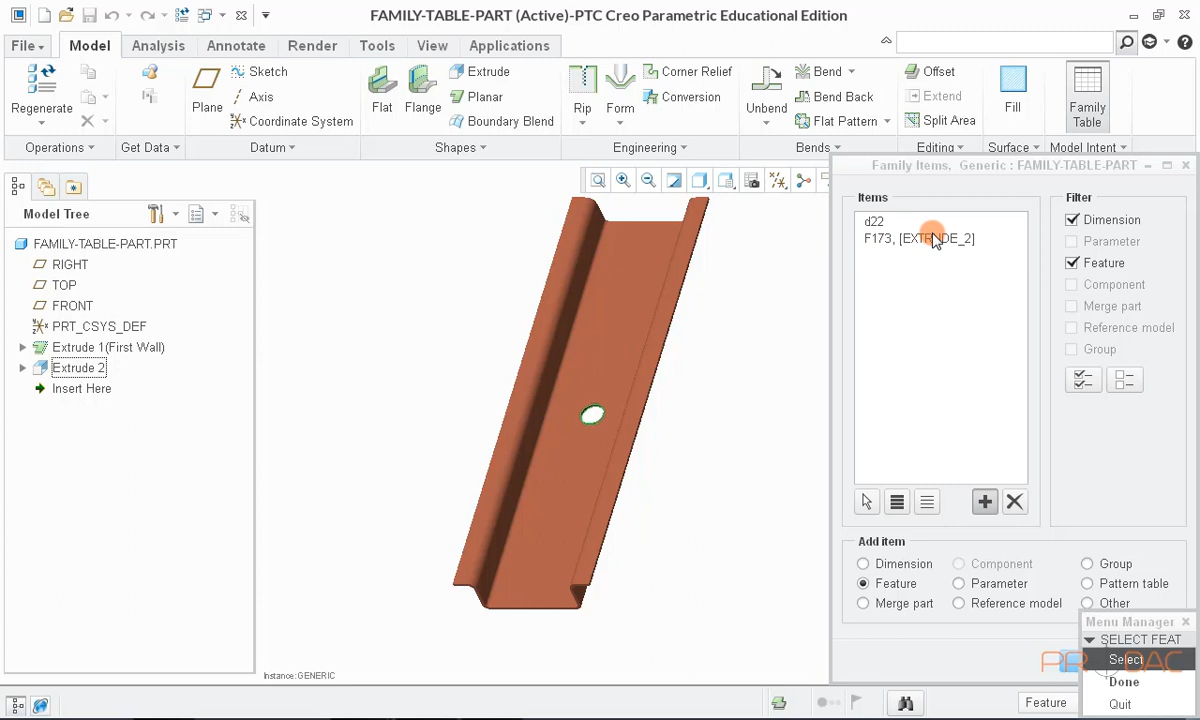 FAMILY-TABLE-PART (Active)-PTC Creo Parametric Educational Edition
File Model Analysis Annotate Render Tools View Applications
Regenerate Plane Sketch Axis Coordinate System Flat Flange Extrude Planar Boundary Blend Rip Form Corner Relief Conversion Unbend Bend Bend Back Flat Pattern Offset Extend Split Area Fill Family Table
Operations Get Data Datum Shapes Engineering Bends Editing Surface Model Intent
Family Items, Generic : FAMILY-TABLE-PART
Model Tree
FAMILY-TABLE-PART.PRT
RIGHT
TOP
FRONT
PRT_CSYS_DEF
Extrude 1(First Wall)
Extrude 2
Insert Here
Instance:GENERIC
Items
d22
F173, [EXTRUDE_2]
Filter
Dimension
Parameter
Feature
Component
Merge part
Reference model
Group
Add item
Dimension Component Group
Feature Parameter Pattern table
Merge part Reference model Other
Menu Manager
SELECT FEAT
Select
Done
Quit
Feature